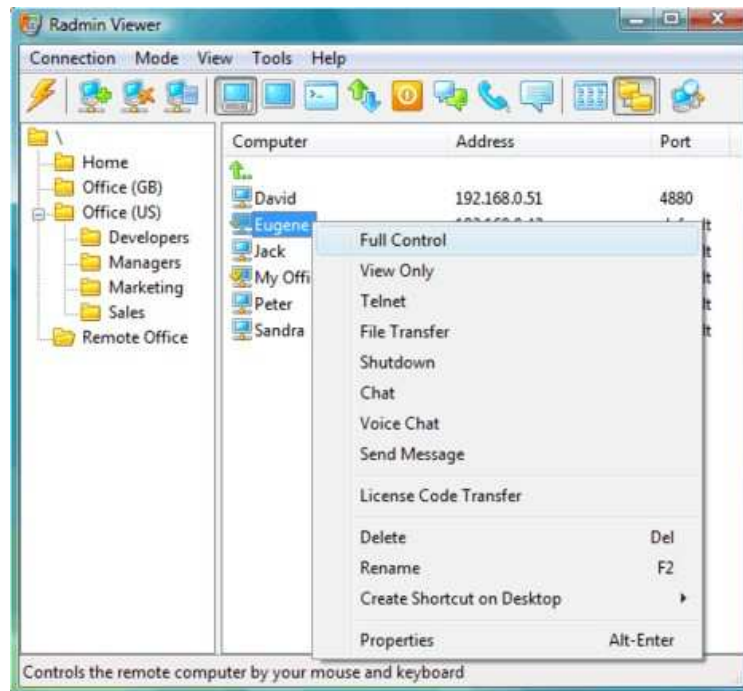 Radmin Viewer
Connection Mode View Tools Help
\
Home
Office (GB)
Office (US)
Developers
Managers
Marketing
Sales
Remote Office
Computer Address Port
David 192.168.0.51 4880
Eugene
Jack
My Offi
Peter
Sandra
Full Control
View Only
Telnet
File Transfer
Shutdown
Chat
Voice Chat
Send Message
License Code Transfer
Delete Del
Rename F2
Create Shortcut on Desktop
Properties Alt-Enter
Controls the remote computer by your mouse and keyboard